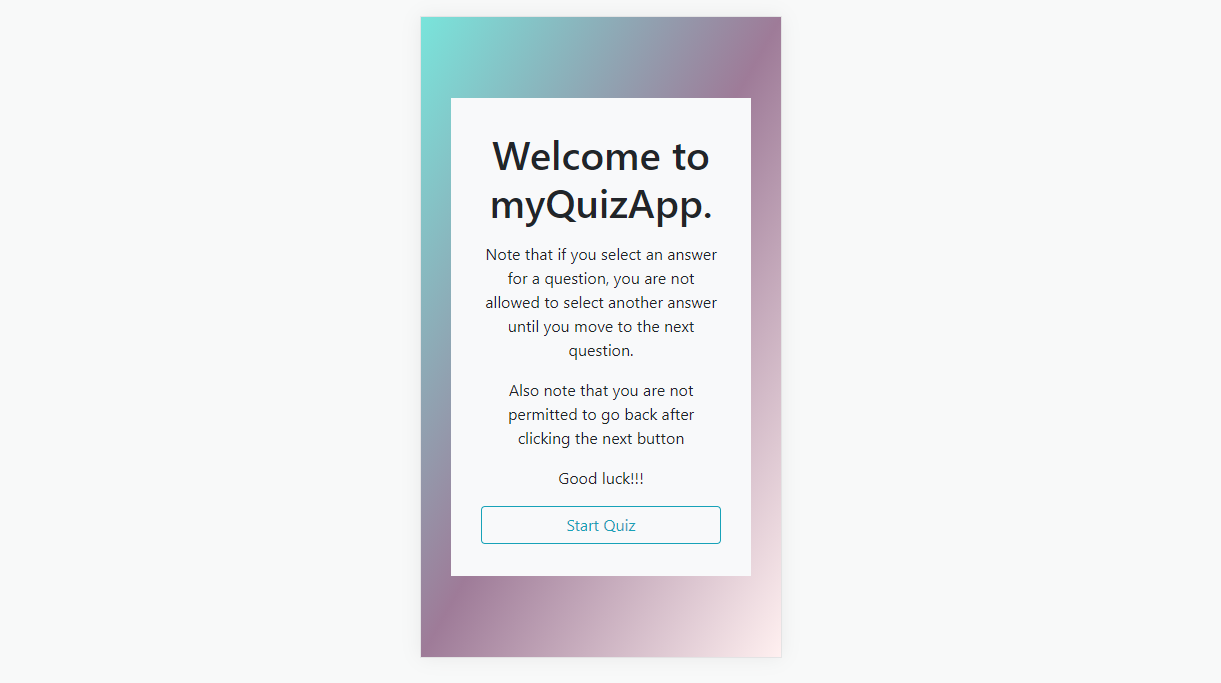 Welcome to
myQuizApp.
Note that if you select an answer
for a question, you are not
allowed to select another answer
until you move to the next
question.
Also note that you are not
permitted to go back after
clicking the next button
Good luck!!!
Start Quiz